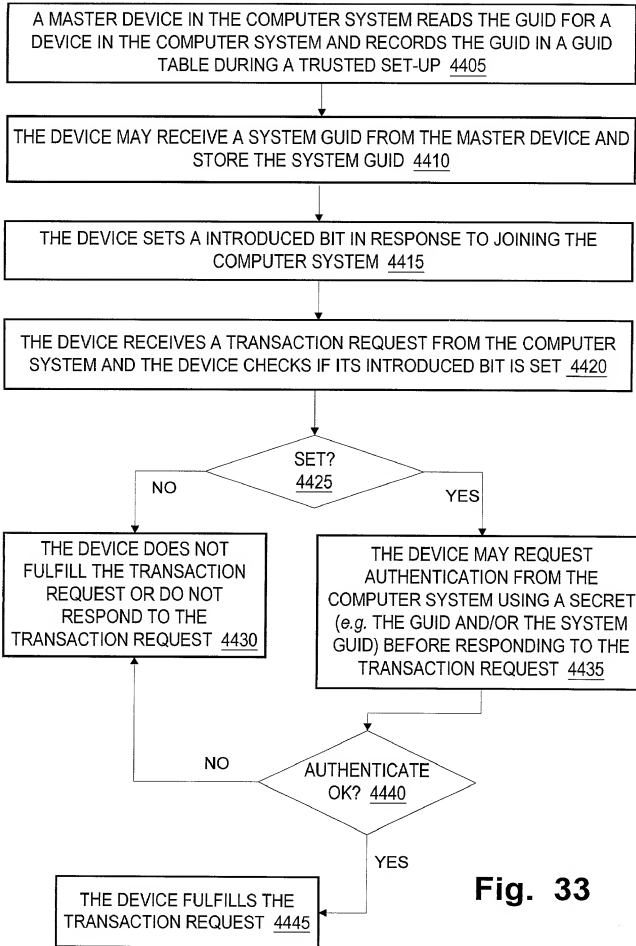 A MASTER DEVICE IN THE COMPUTER SYSTEM READS THE GUID FOR A
DEVICE IN THE COMPUTER SYSTEM AND RECORDS THE GUID IN A GUID
TABLE DURING A TRUSTED SET-UP 4405
THE DEVICE MAY RECEIVE A SYSTEM GUID FROM THE MASTER DEVICE AND
STORE THE SYSTEM GUID 4410
THE DEVICE SETS A INTRODUCED BIT IN RESPONSE TO JOINING THE
COMPUTER SYSTEM 4415
THE DEVICE RECEIVES A TRANSACTION REQUEST FROM THE COMPUTER
SYSTEM AND THE DEVICE CHECKS IF ITS INTRODUCED BIT IS SET 4420
SET?
4425
NO
YES
THE DEVICE DOES NOT
FULFILL THE TRANSACTION
REQUEST OR DO NOT
RESPOND TO THE
TRANSACTION REQUEST 4430
THE DEVICE MAY REQUEST
AUTHENTICATION FROM THE
COMPUTER SYSTEM USING A SECRET
(e.g. THE GUID AND/OR THE SYSTEM
GUID) BEFORE RESPONDING TO THE
TRANSACTION REQUEST 4435
NO
AUTHENTICATE
OK? 4440
YES
THE DEVICE FULFILLS THE
TRANSACTION REQUEST 4445
Fig. 33